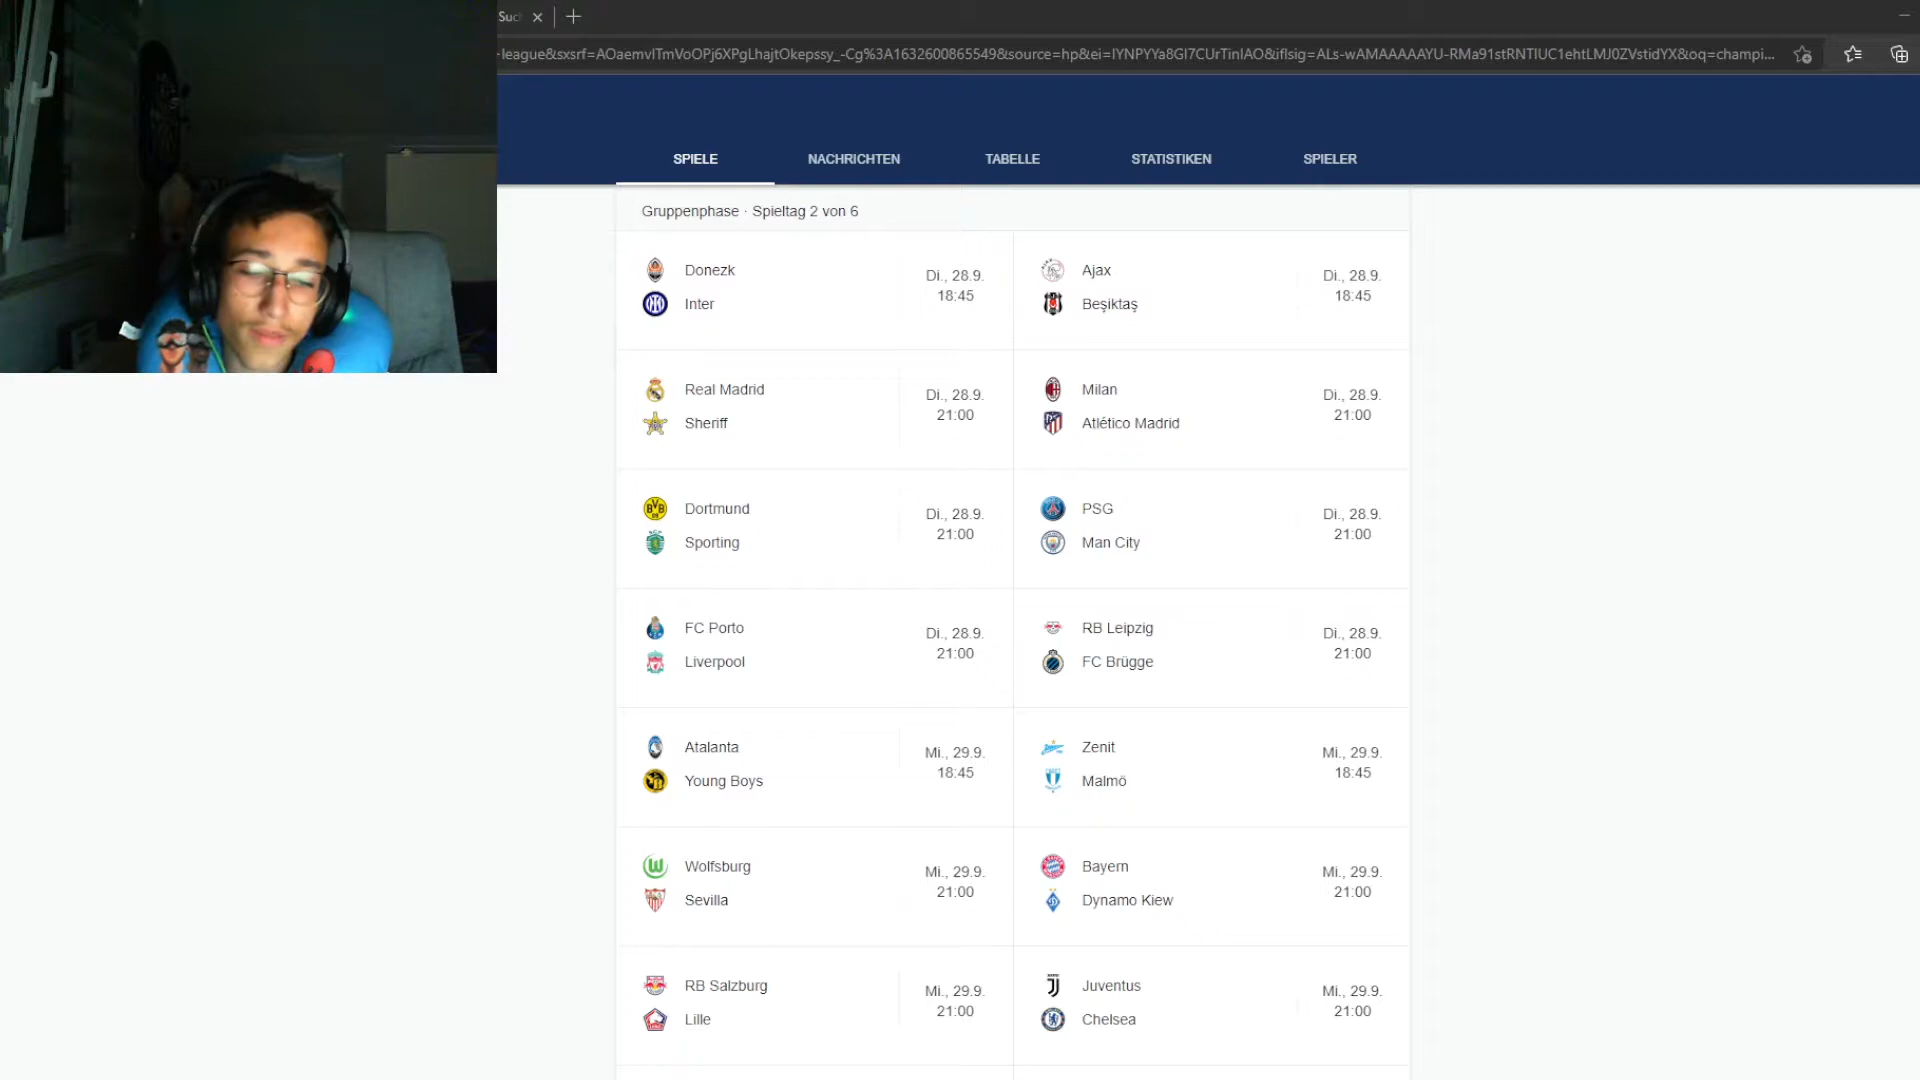 Suc
-league&sxsrf=AOaemvITmVoOPj6XPgLhajtOkepssy_-Cg%3A1632600865549&source=hp&ei=IYNPYYa8GI7CUrTinIAO&iflsig=ALs-wAMAAAAAYU-RMa91stRNTlUC1ehtLMJ0ZVstidYX&oq=champi...
SPIELE NACHRICHTEN TABELLE STATISTIKEN SPIELER
Gruppenphase · Spieltag 2 von 6
Donezk
Inter
Di., 28.9.
18:45
Ajax
Beşiktaş
Di., 28.9.
18:45
Real Madrid
Sheriff
Di., 28.9.
21:00
Milan
Atlético Madrid
Di., 28.9.
21:00
Dortmund
Sporting
Di., 28.9.
21:00
PSG
Man City
Di., 28.9.
21:00
FC Porto
Liverpool
Di., 28.9.
21:00
RB Leipzig
FC Brügge
Di., 28.9.
21:00
Atalanta
Young Boys
Mi., 29.9.
18:45
Zenit
Malmö
Mi., 29.9.
18:45
Wolfsburg
Sevilla
Mi., 29.9.
21:00
Bayern
Dynamo Kiew
Mi., 29.9.
21:00
RB Salzburg
Lille
Mi., 29.9.
21:00
Juventus
Chelsea
Mi., 29.9.
21:00